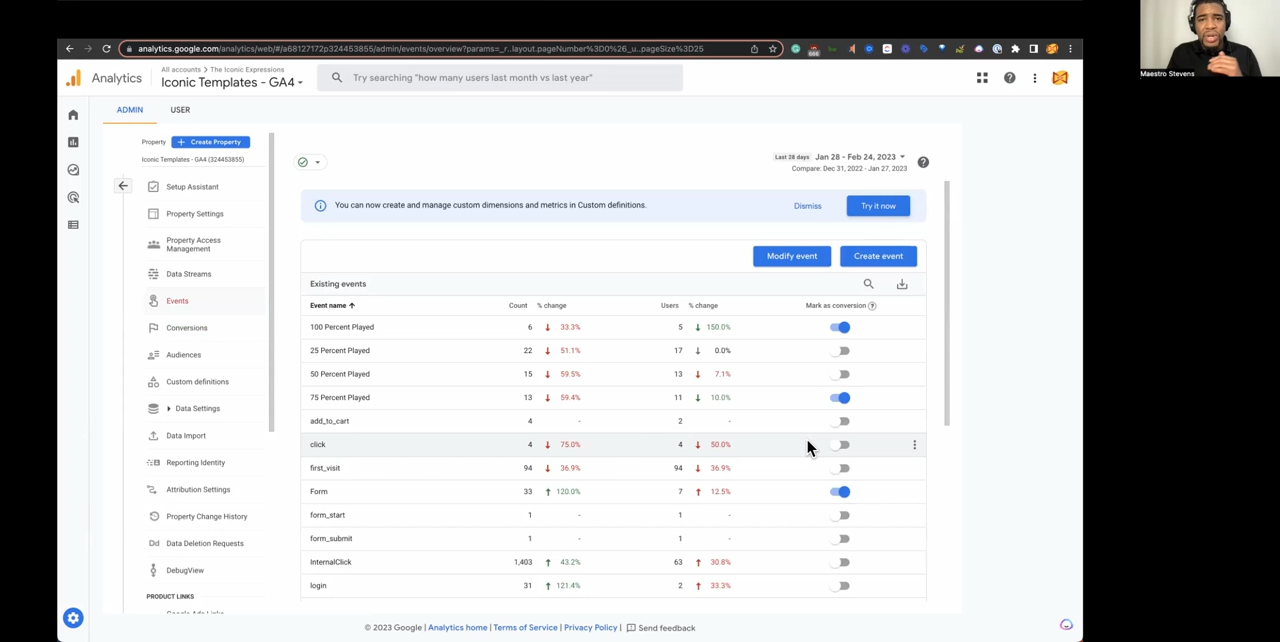 analytics.google.com/analytics/web/#/a68127172p324453855/admin/events/overview?params=_r..layout.pageNumber%3D0%26_u..pageSize%3D25
Maestro Stevens
Analytics
All accounts > The Iconic Expressions
Iconic Templates - GA4
Try searching "how many users last month vs last year"
ADMIN
USER
Property
+ Create Property
Iconic Templates - GA4 (324453855)
Setup Assistant
Property Settings
Property Access
Management
Data Streams
Events
Conversions
Audiences
Custom definitions
Data Settings
Data Import
Reporting Identity
Attribution Settings
Property Change History
Dd Data Deletion Requests
DebugView
PRODUCT LINKS
Google Ads Links
Last 28 days Jan 28 - Feb 24, 2023
Compare: Dec 31, 2022 - Jan 27, 2023
You can now create and manage custom dimensions and metrics in Custom definitions.
Dismiss
Try it now
Modify event
Create event
Existing events
Event name ↑ Count % change Users % change Mark as conversion
100 Percent Played 6 ↓ 33.3% 5 ↓ 150.0%
25 Percent Played 22 ↓ 51.1% 17 ↓ 0.0%
50 Percent Played 15 ↓ 59.5% 13 ↓ 7.1%
75 Percent Played 13 ↓ 59.4% 11 ↓ 10.0%
add_to_cart 4 - 2 -
click 4 ↓ 75.0% 4 ↓ 50.0%
first_visit 94 ↓ 36.9% 94 ↓ 36.9%
Form 33 ↑ 120.0% 7 ↑ 12.5%
form_start 1 - 1 -
form_submit 1 - 1 -
InternalClick 1,403 ↑ 43.2% 63 ↑ 30.8%
login 31 ↑ 121.4% 2 ↑ 33.3%
© 2023 Google | Analytics home | Terms of Service | Privacy Policy | Send feedback